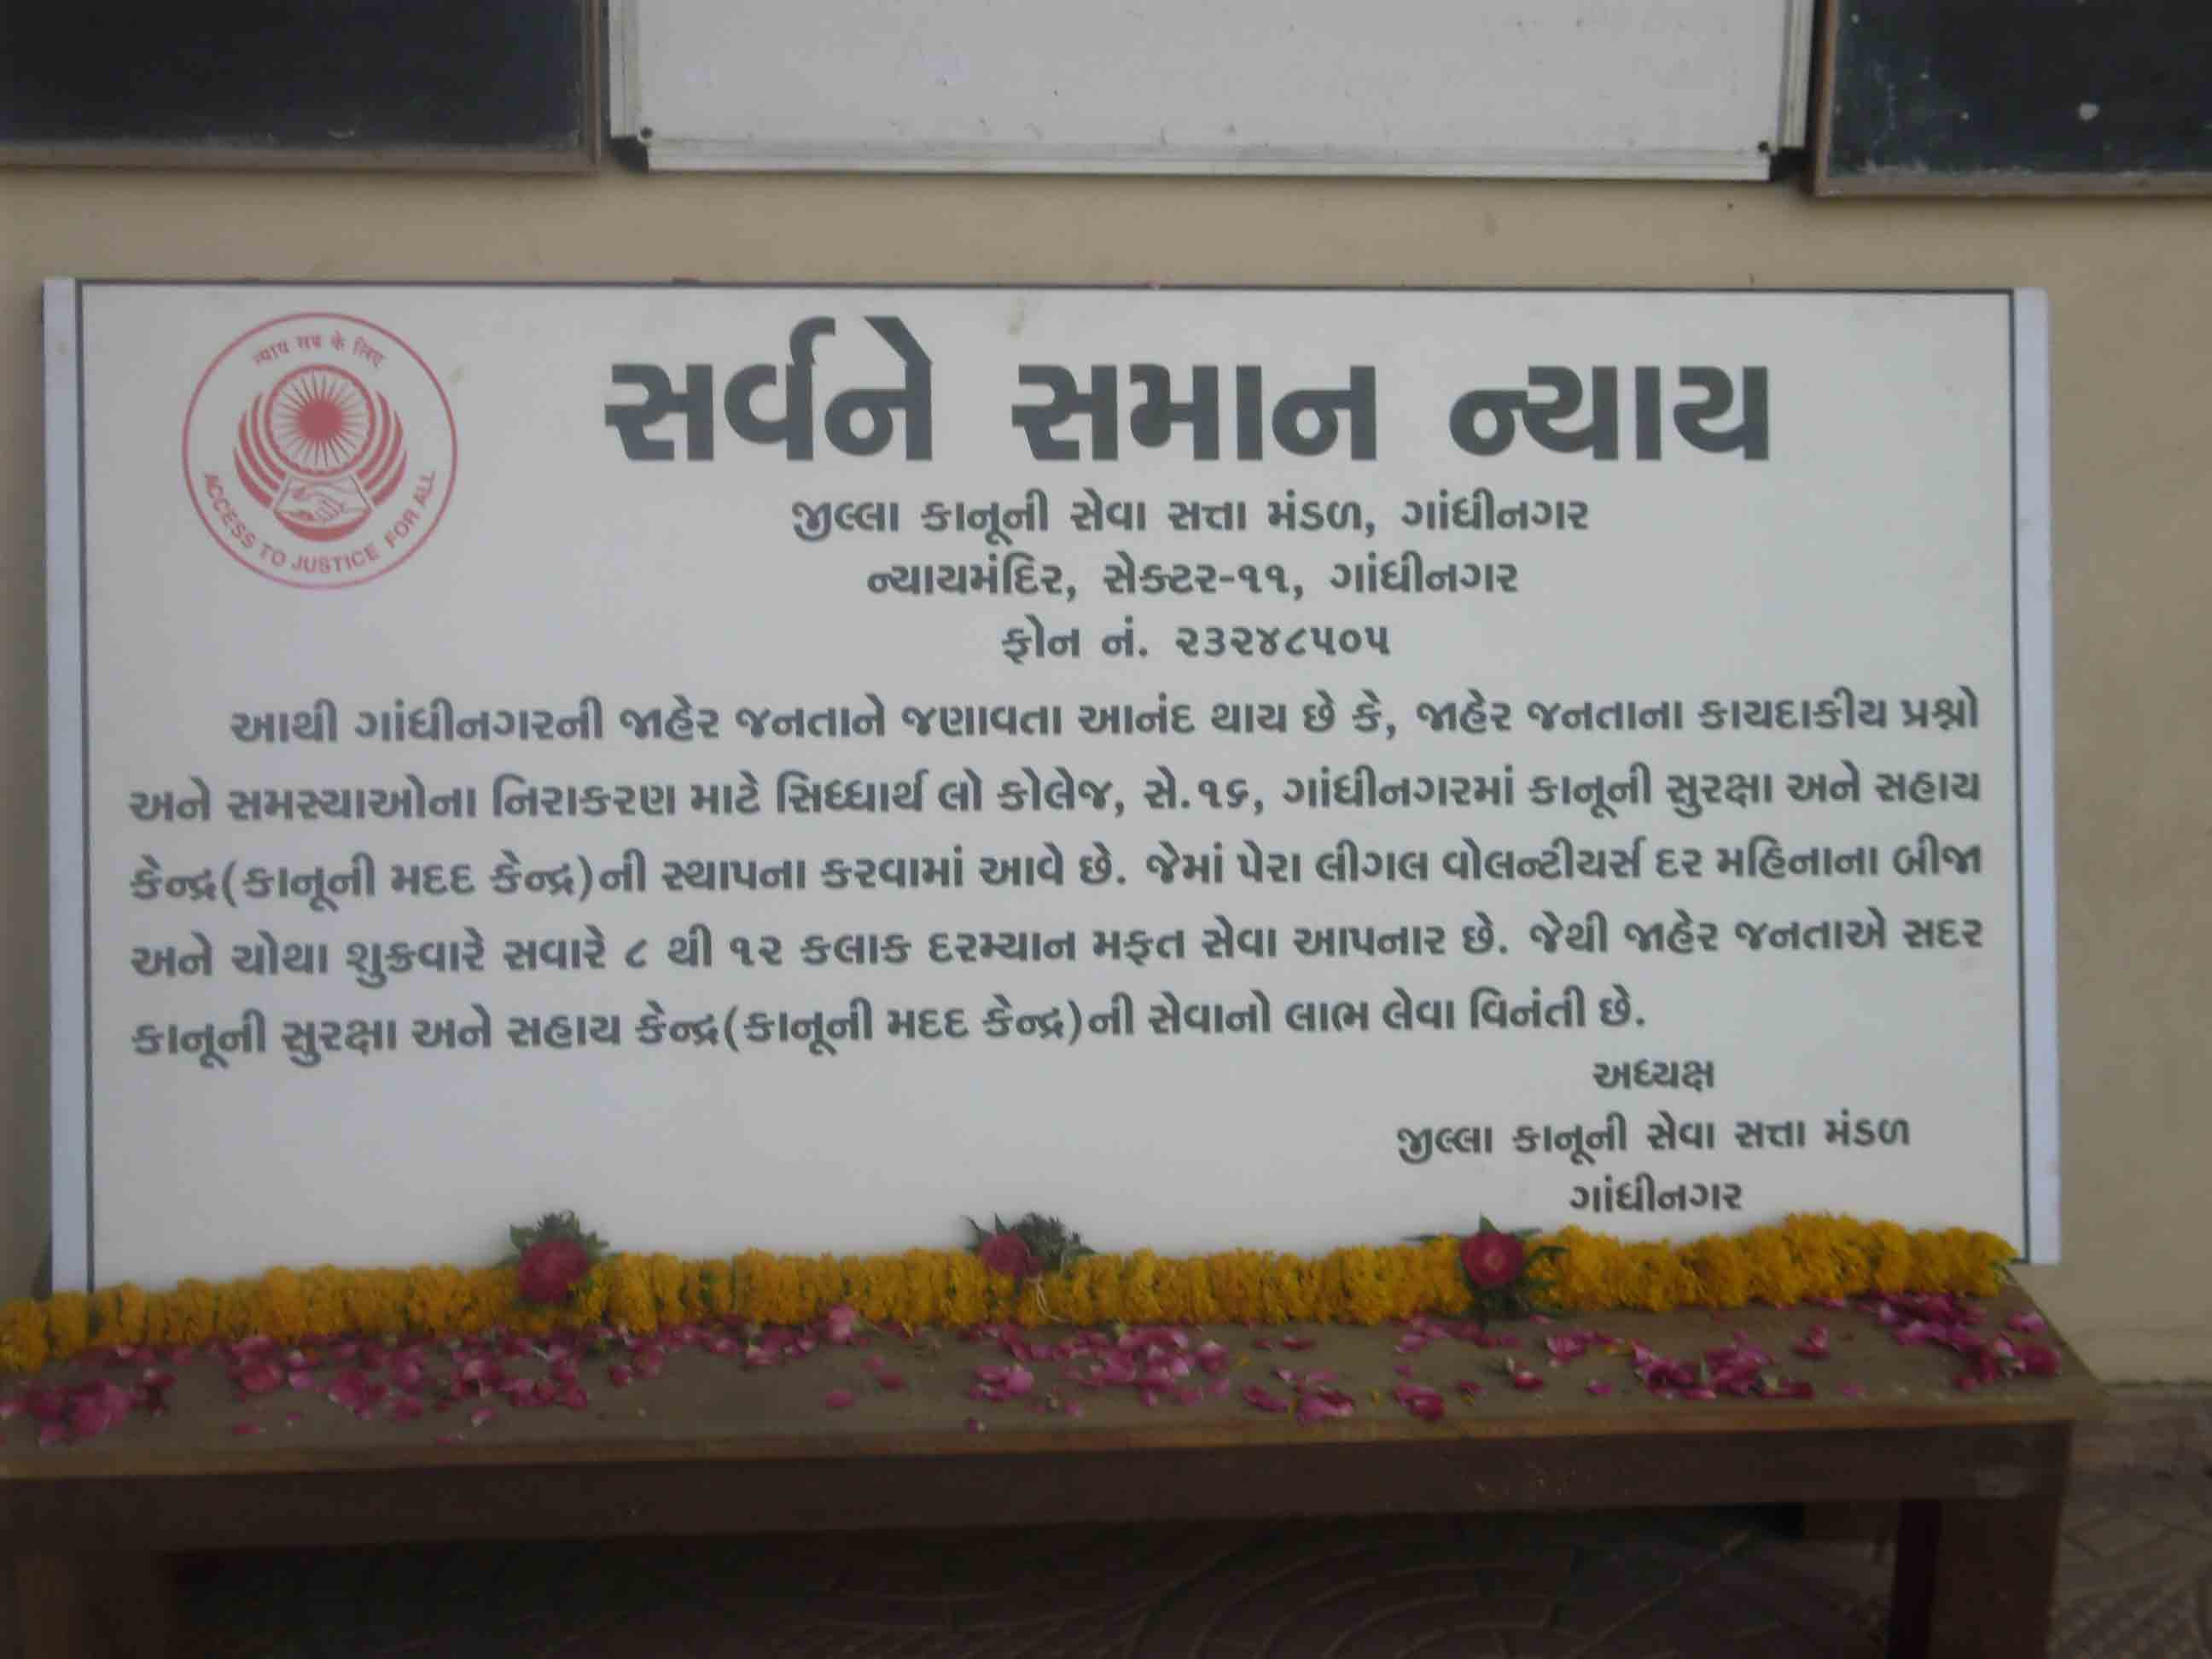 સર્વને સમાન ન્યાય
न्याय सब के लिए
ACCESS TO JUSTICE FOR ALL
જીલ્લા કાનૂની સેવા સત્તા મંડળ, ગાંધીનગર
ન્યાયમંદિર, સેક્ટર-૧૧, ગાંધીનગર
ફોન નં. ૨૩૨૪૮૫૦૫
આથી ગાંધીનગરની જાહેર જનતાને જણાવતા આનંદ થાય છે કે, જાહેર જનતાના કાયદાકીય પ્રશ્નો
અને સમસ્યાઓના નિરાકરણ માટે સિધ્ધાર્થ લો કોલેજ, સે.૧૬, ગાંધીનગરમાં કાનૂની સુરક્ષા અને સહાય
કેન્દ્ર(કાનૂની મદદ કેન્દ્ર)ની સ્થાપના કરવામાં આવે છે. જેમાં પેરા લીગલ વોલન્ટીયર્સ દર મહિનાના બીજા
અને ચોથા શુક્રવારે સવારે ૮ થી ૧૨ કલાક દરમ્યાન મફત સેવા આપનાર છે. જેથી જાહેર જનતાએ સદર
કાનૂની સુરક્ષા અને સહાય કેન્દ્ર(કાનૂની મદદ કેન્દ્ર)ની સેવાનો લાભ લેવા વિનંતી છે.
અધ્યક્ષ
જીલ્લા કાનૂની સેવા સત્તા મંડળ
ગાંધીનગર